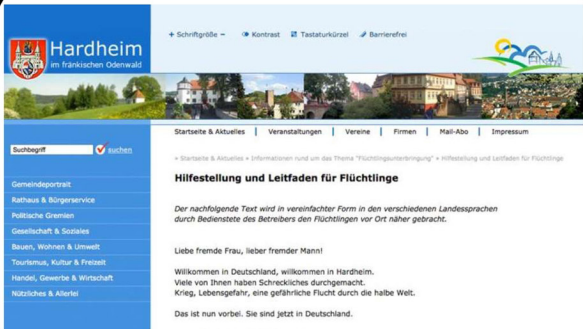 Hardheim
im fränkischen Odenwald
+ Schriftgröße −
Kontrast
Tastaturkürzel
Barrierefrei
Startseite & Aktuelles | Veranstaltungen | Vereine | Firmen | Mail-Abo | Impressum
Suchbegriff
suchen
» Startseite & Aktuelles » Informationen rund um das Thema "Flüchtlingsunterbringung" » Hilfestellung und Leitfaden für Flüchtlinge
Gemeindeportrait
Rathaus & Bürgerservice
Politische Gremien
Gesellschaft & Soziales
Bauen, Wohnen & Umwelt
Tourismus, Kultur & Freizeit
Handel, Gewerbe & Wirtschaft
Nützliches & Allerlei
Hilfestellung und Leitfaden für Flüchtlinge
Der nachfolgende Text wird in vereinfachter Form in den verschiedenen Landessprachen
durch Bedienstete des Betreibers den Flüchtlingen vor Ort näher gebracht.
Liebe fremde Frau, lieber fremder Mann!
Willkommen in Deutschland, willkommen in Hardheim.
Viele von Ihnen haben Schreckliches durchgemacht.
Krieg, Lebensgefahr, eine gefährliche Flucht durch die halbe Welt.
Das ist nun vorbei. Sie sind jetzt in Deutschland.